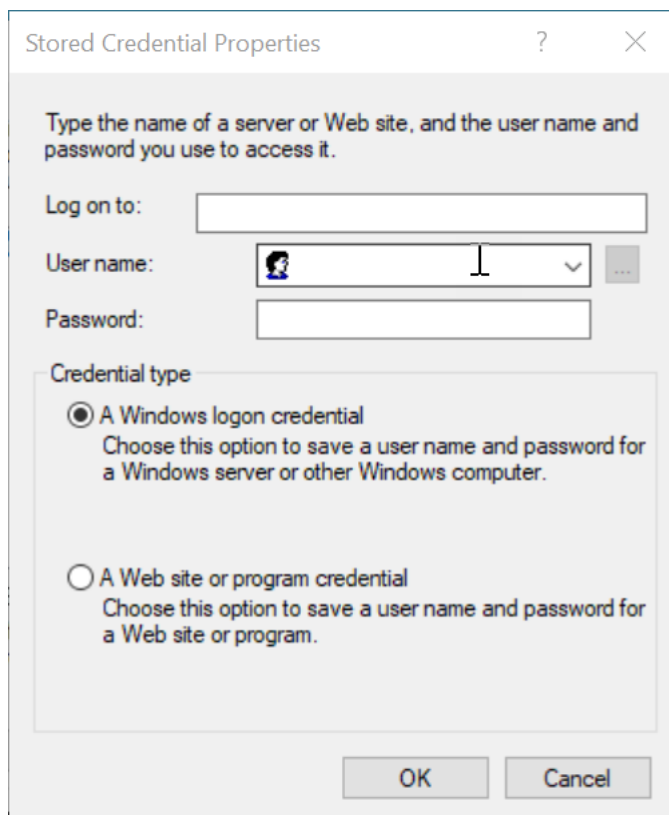 Stored Credential Properties
Type the name of a server or Web site, and the user name and
password you use to access it.
Log on to:
User name:
...
Password:
Credential type
A Windows logon credential
Choose this option to save a user name and password for
a Windows server or other Windows computer.
A Web site or program credential
Choose this option to save a user name and password for
a Web site or program.
OK
Cancel